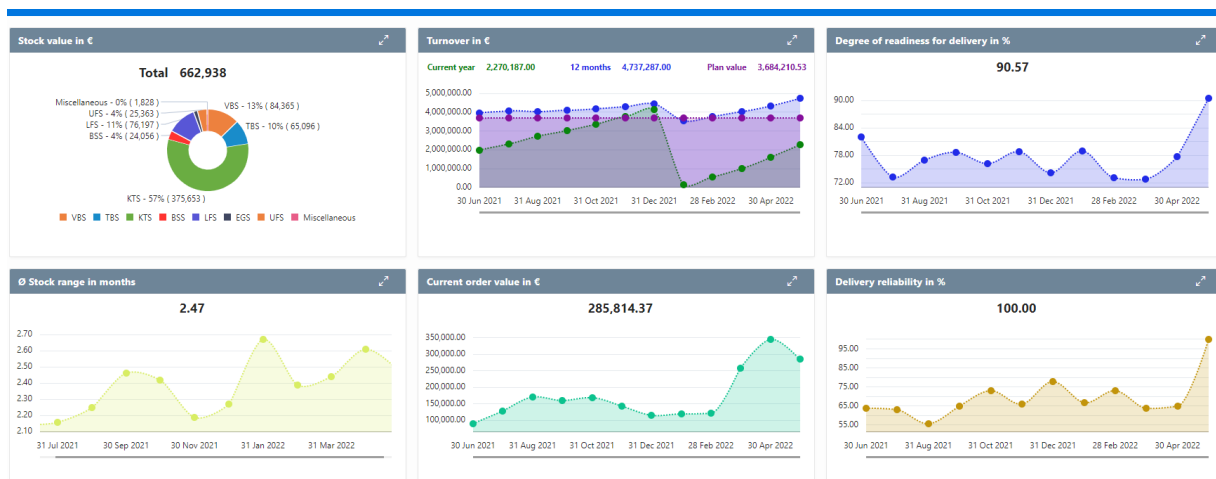 Stock value in €
Total 662,938
Miscellaneous - 0% ( 1,828 )
UFS - 4% ( 25,363 )
LFS - 11% ( 76,197 )
BSS - 4% ( 24,056 )
VBS - 13% ( 84,365 )
TBS - 10% ( 65,096 )
KTS - 57% ( 375,653 )
VBS TBS KTS BSS LFS EGS UFS Miscellaneous
Turnover in €
Current year 2,270,187.00 12 months 4,737,287.00 Plan value 3,684,210.53
5,000,000.00
4,000,000.00
3,000,000.00
2,000,000.00
1,000,000.00
0.00
30 Jun 2021 31 Aug 2021 31 Oct 2021 31 Dec 2021 28 Feb 2022 30 Apr 2022
Degree of readiness for delivery in %
90.57
90.00
84.00
78.00
72.00
30 Jun 2021 31 Aug 2021 31 Oct 2021 31 Dec 2021 28 Feb 2022 30 Apr 2022
Ø Stock range in months
2.47
2.70
2.60
2.50
2.40
2.30
2.20
2.10
31 Jul 2021 30 Sep 2021 30 Nov 2021 31 Jan 2022 31 Mar 2022
Current order value in €
285,814.37
350,000.00
300,000.00
250,000.00
200,000.00
150,000.00
100,000.00
30 Jun 2021 31 Aug 2021 31 Oct 2021 31 Dec 2021 28 Feb 2022 30 Apr 2022
Delivery reliability in %
100.00
95.00
85.00
75.00
65.00
55.00
30 Jun 2021 31 Aug 2021 31 Oct 2021 31 Dec 2021 28 Feb 2022 30 Apr 2022